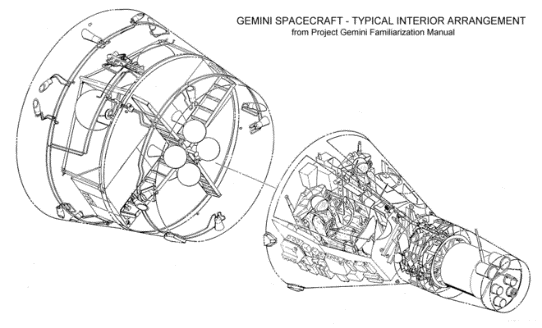 GEMINI SPACECRAFT - TYPICAL INTERIOR ARRANGEMENT
from Project Gemini Familiarization Manual